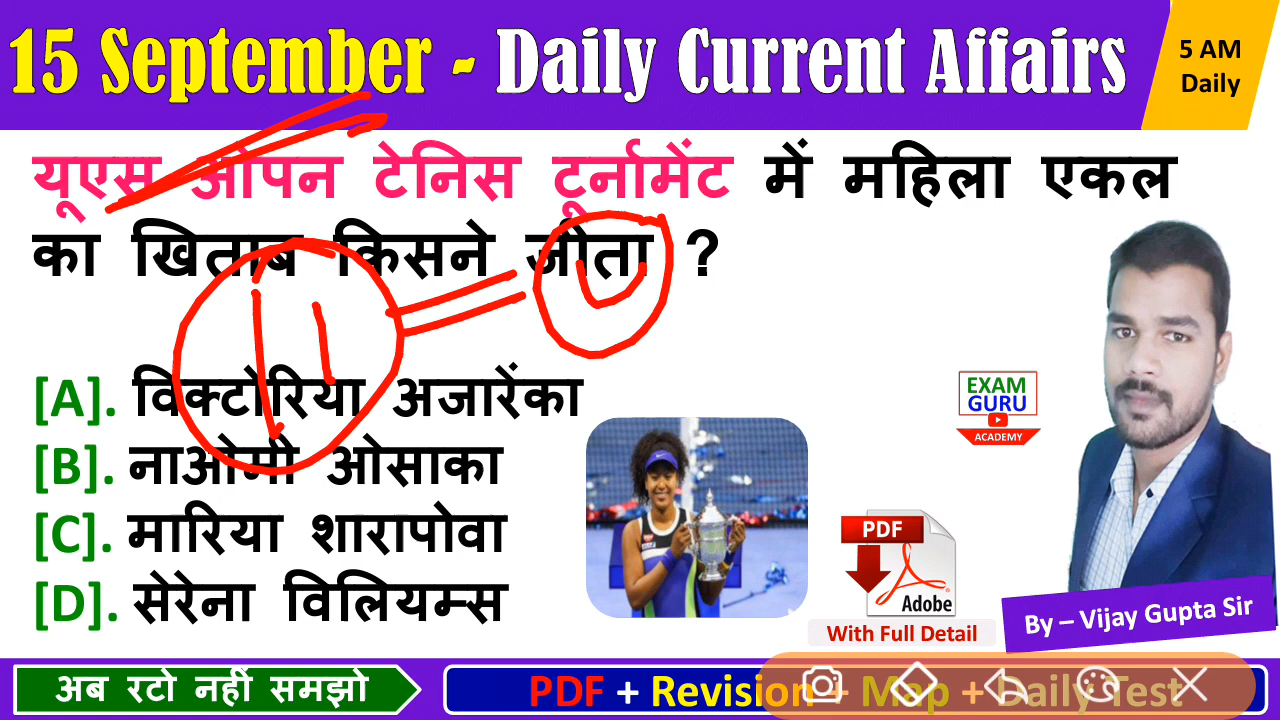 15 September - Daily Current Affairs
5 AM
Daily
यूएस ओपन टेनिस टूर्नामेंट में महिला एकल
का खिताब किसने जीता ?
[A]. विक्टोरिया अजारेंका
[B]. नाओमी ओसाका
[C]. मारिया शारापोवा
[D]. सेरेना विलियम्स
EXAM
GURU
ACADEMY
PDF
Adobe
With Full Detail
By – Vijay Gupta Sir
अब रटो नहीं समझो
PDF + Revision + Map + Daily Test